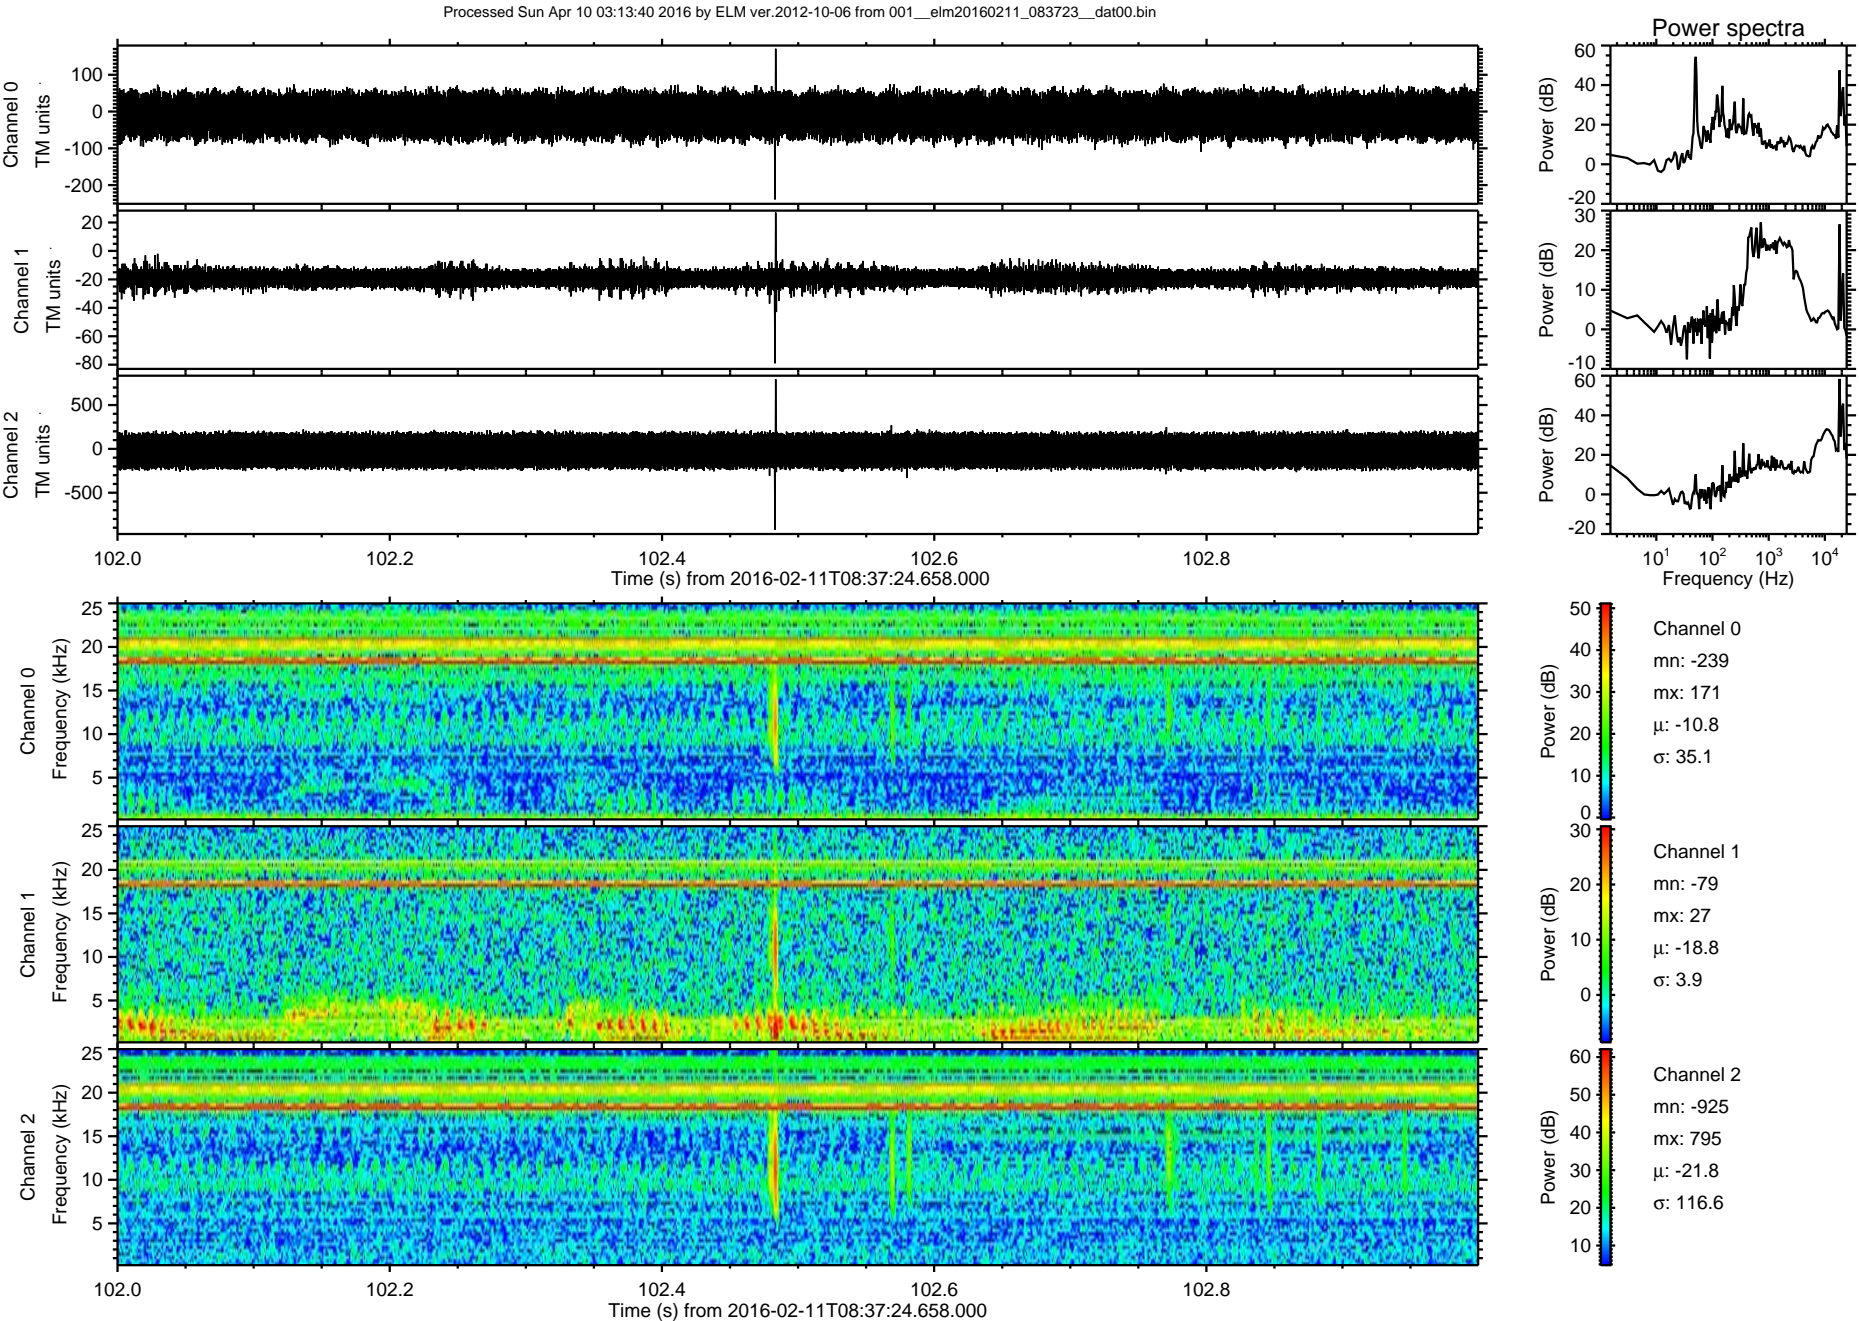 Processed Sun Apr 10 03:13:40 2016 by ELM ver.2012-10-06 from 001__elm20160211_083723__dat00.bin
Power spectra
Channel 0
TM units
100
0
-100
-200
Power (dB)
60
40
20
0
-20
Channel 1
TM units
20
0
-20
-40
-60
-80
Power (dB)
30
20
10
0
-10
Channel 2
TM units
500
0
-500
Power (dB)
60
40
20
0
-20
102.0
102.2
102.4
102.6
102.8
Time (s) from 2016-02-11T08:37:24.658.000
10^1
10^2
10^3
10^4
Frequency (Hz)
Channel 0
Frequency (kHz)
25
20
15
10
5
Power (dB)
50
40
30
20
10
0
Channel 0
mn: -239
mx: 171
μ: -10.8
σ: 35.1
Channel 1
Frequency (kHz)
25
20
15
10
5
Power (dB)
30
20
10
0
Channel 1
mn: -79
mx: 27
μ: -18.8
σ: 3.9
Channel 2
Frequency (kHz)
25
20
15
10
5
Power (dB)
60
50
40
30
20
10
Channel 2
mn: -925
mx: 795
μ: -21.8
σ: 116.6
102.0
102.2
102.4
102.6
102.8
Time (s) from 2016-02-11T08:37:24.658.000